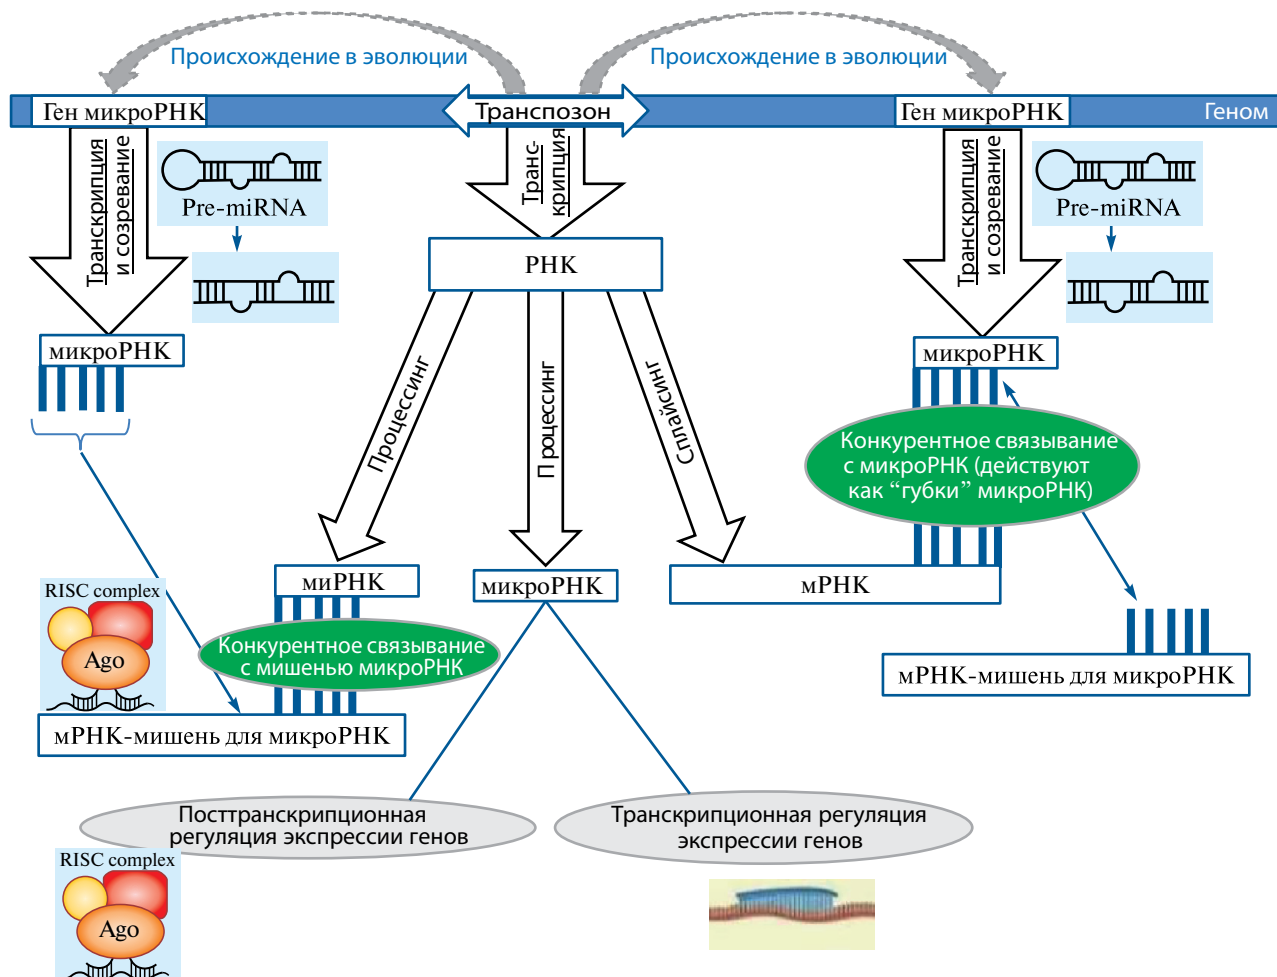 Происхождение в эволюции
Происхождение в эволюции
Ген микроРНК
Транспозон
Ген микроРНК
Геном
Транскрипция
и созревание
Pre-miRNA
Транс-
крипция
Транскрипция
и созревание
Pre-miRNA
РНК
микроРНК
микроРНК
Процессинг
Процессинг
Сплайсинг
Конкурентное связывание
с микроРНК (действуют
как “губки” микроРНК)
миРНК
микроРНК
мРНК
RISC complex
Ago
Конкурентное связывание
с мишенью микроРНК
мРНК-мишень для микроРНК
мРНК-мишень для микроРНК
Посттранскрипционная
регуляция экспрессии генов
Транскрипционная регуляция
экспрессии генов
RISC complex
Ago